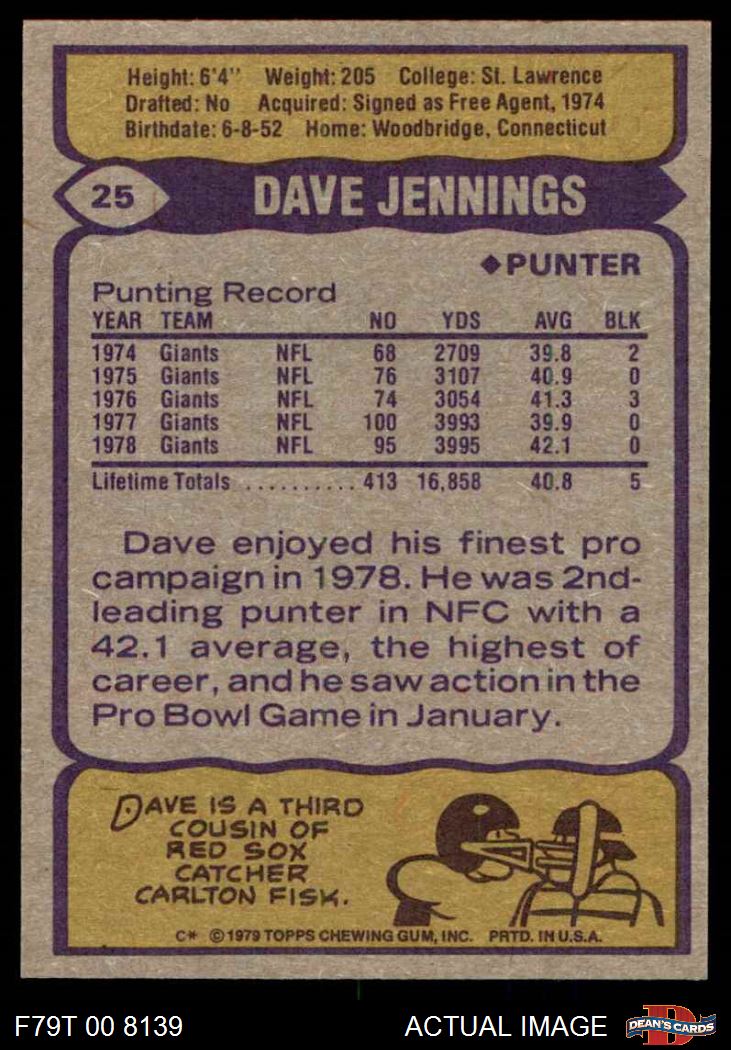 Height: 6'4" Weight: 205 College: St. Lawrence
Drafted: No Acquired: Signed as Free Agent, 1974
Birthdate: 6-8-52 Home: Woodbridge, Connecticut
25 DAVE JENNINGS
◆PUNTER
Punting Record
YEAR TEAM NO YDS AVG BLK
1974 Giants NFL 68 2709 39.8 2
1975 Giants NFL 76 3107 40.9 0
1976 Giants NFL 74 3054 41.3 3
1977 Giants NFL 100 3993 39.9 0
1978 Giants NFL 95 3995 42.1 0
Lifetime Totals .......... 413 16,858 40.8 5
Dave enjoyed his finest pro
campaign in 1978. He was 2nd-
leading punter in NFC with a
42.1 average, the highest of
career, and he saw action in the
Pro Bowl Game in January.
DAVE IS A THIRD
COUSIN OF
RED SOX
CATCHER
CARLTON FISK.
C* ©1979 TOPPS CHEWING GUM, INC. PRTD. IN U.S.A.
F79T 00 8139 ACTUAL IMAGE DEAN'S CARDS